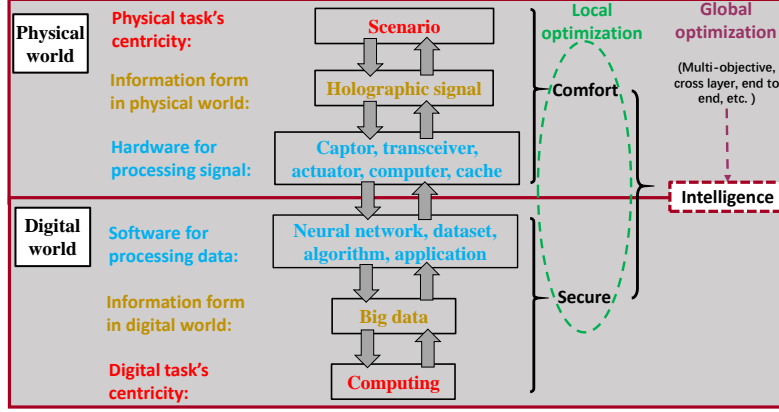 Physical
world
Physical task's
centricity:
Scenario
Local
optimization
Global
optimization
Information form
in physical world:
Holographic signal
Comfort
(Multi-objective,
cross layer, end to
end, etc. )
Hardware for
processing signal:
Captor, transceiver,
actuator, computer, cache
Intelligence
Digital
world
Software for
processing data:
Neural network, dataset,
algorithm, application
Information form
in digital world:
Big data
Secure
Digital task's
centricity:
Computing